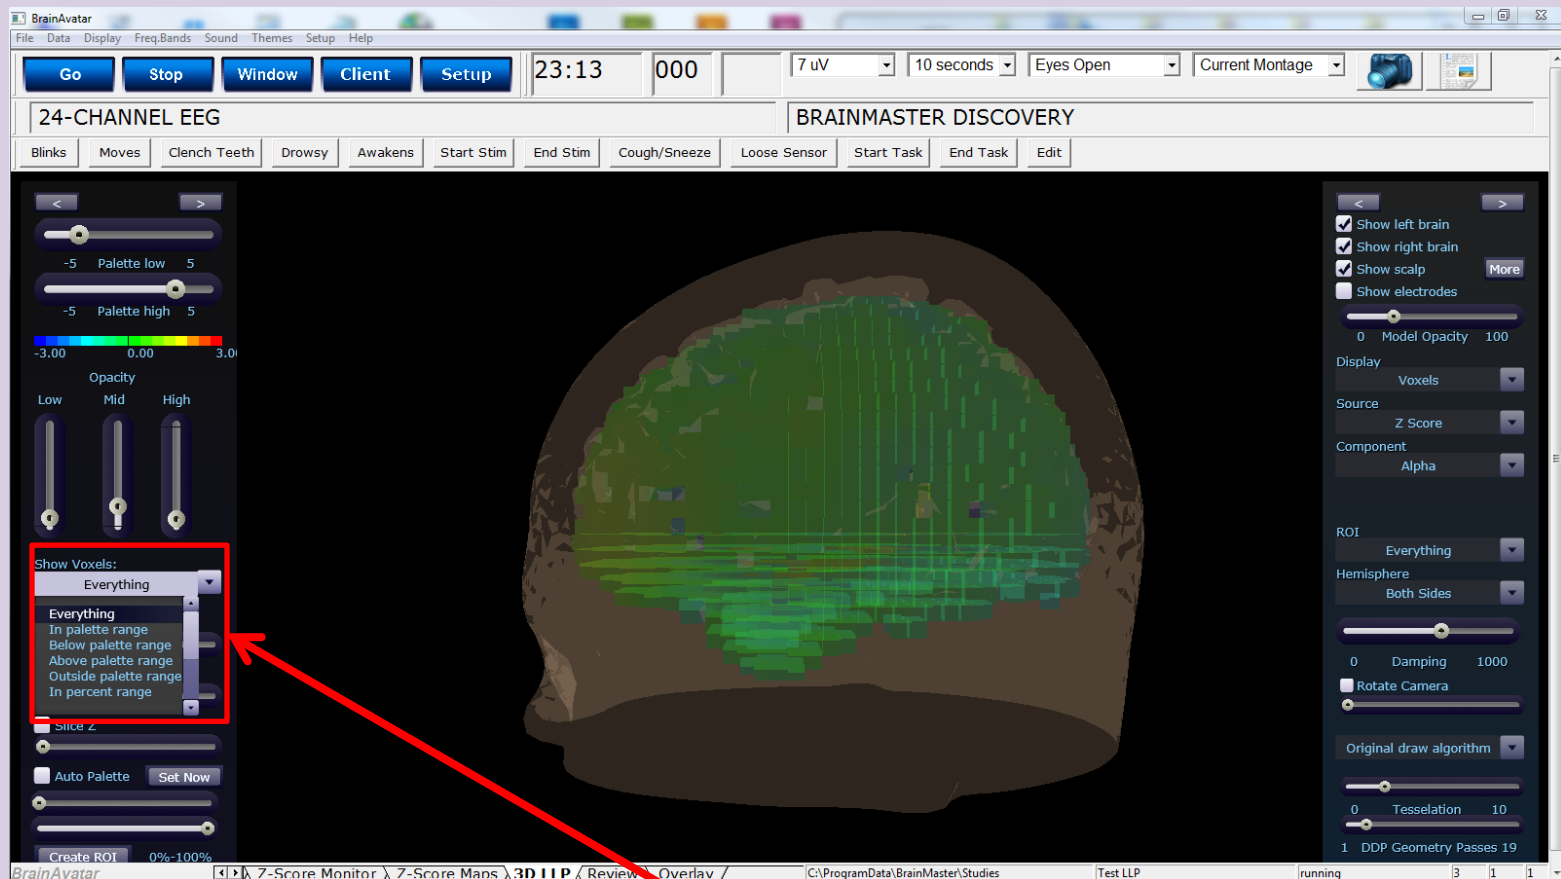 BrainAvatar
File Data Display Freq.Bands Sound Themes Setup Help
Go Stop Window Client Setup 23:13 000 7 uV 10 seconds Eyes Open Current Montage
24-CHANNEL EEG BRAINMASTER DISCOVERY
Blinks Moves Clench Teeth Drowsy Awakens Start Stim End Stim Cough/Sneeze Loose Sensor Start Task End Task Edit
< >
-5 Palette low 5
-5 Palette high 5
-3.00 0.00 3.0
Opacity
Low Mid High
Show Voxels:
Everything
Everything
In palette range
Below palette range
Above palette range
Outside palette range
In percent range
Slice Z
Auto Palette Set Now
Create ROI 0%-100%
< >
Show left brain
Show right brain
Show scalp More
Show electrodes
0 Model Opacity 100
Display
Voxels
Source
Z Score
Component
Alpha
ROI
Everything
Hemisphere
Both Sides
0 Damping 1000
Rotate Camera
Original draw algorithm
0 Tesselation 10
1 DDP Geometry Passes 19
BrainAvatar Z-Score Monitor Z-Score Maps 3D LLP Review Overlay C:\ProgramData\BrainMaster\Studies Test LLP running 3 1 1